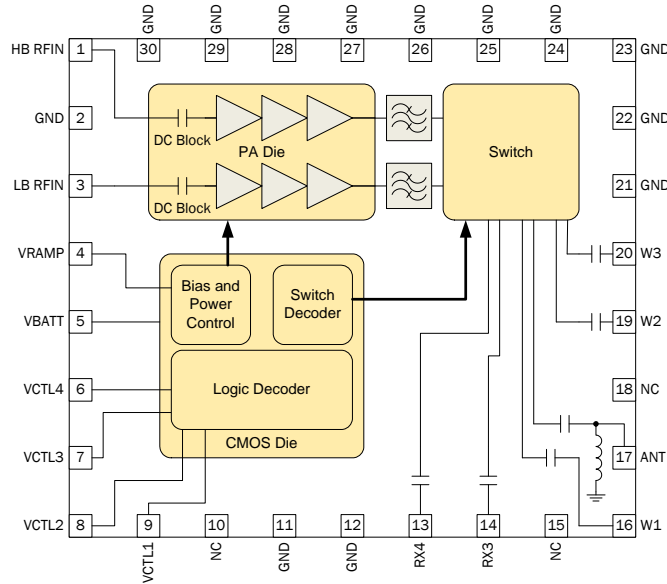 GND
GND
GND
GND
GND
GND
GND
HB RFIN
1
30
29
28
27
26
25
24
23
GND
GND
2
DC Block
PA Die
Switch
22
GND
LB RFIN
3
DC Block
21
GND
VRAMP
4
Bias and
Power
Control
Switch
Decoder
20
W3
VBATT
5
19
W2
VCTL4
6
Logic Decoder
18
NC
VCTL3
7
CMOS Die
17
ANT
VCTL2
8
9
10
11
12
13
14
15
16
W1
VCTL1
NC
GND
GND
RX4
RX3
NC